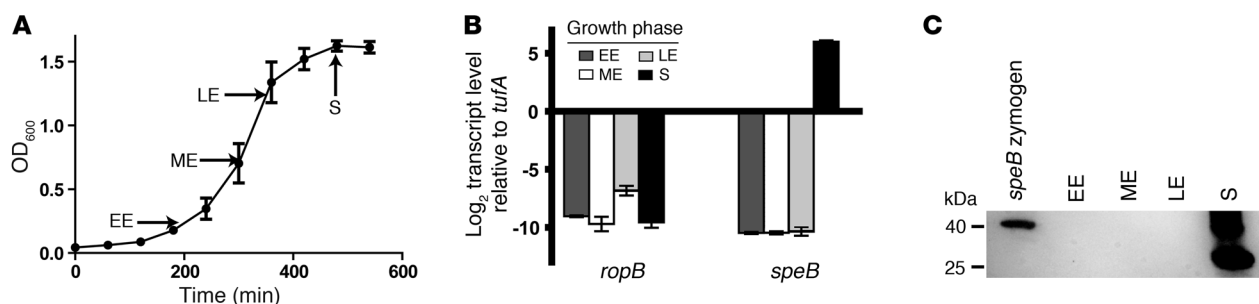 A
OD600
1.5
1.0
0.5
0.0
0
200
400
600
Time (min)
EE
ME
LE
S
B
Log2 transcript level
relative to tufA
5
0
-5
-10
Growth phase
EE LE
ME S
ropB speB
C
speB zymogen
EE
ME
LE
S
kDa
40
25